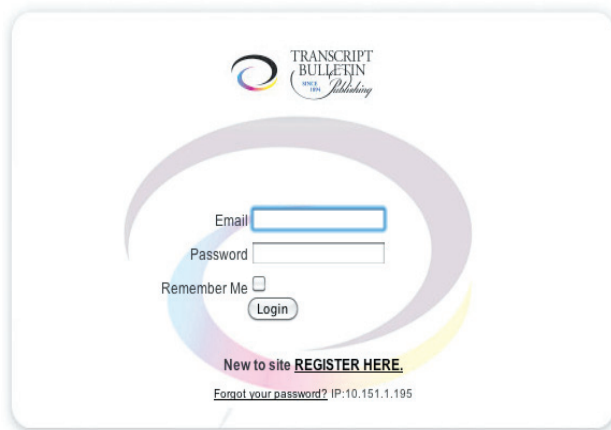 TRANSCRIPT
BULLETIN
SINCE
1894
Publishing
Email
Password
Remember Me
Login
New to site REGISTER HERE.
Forgot your password? IP:10.151.1.195